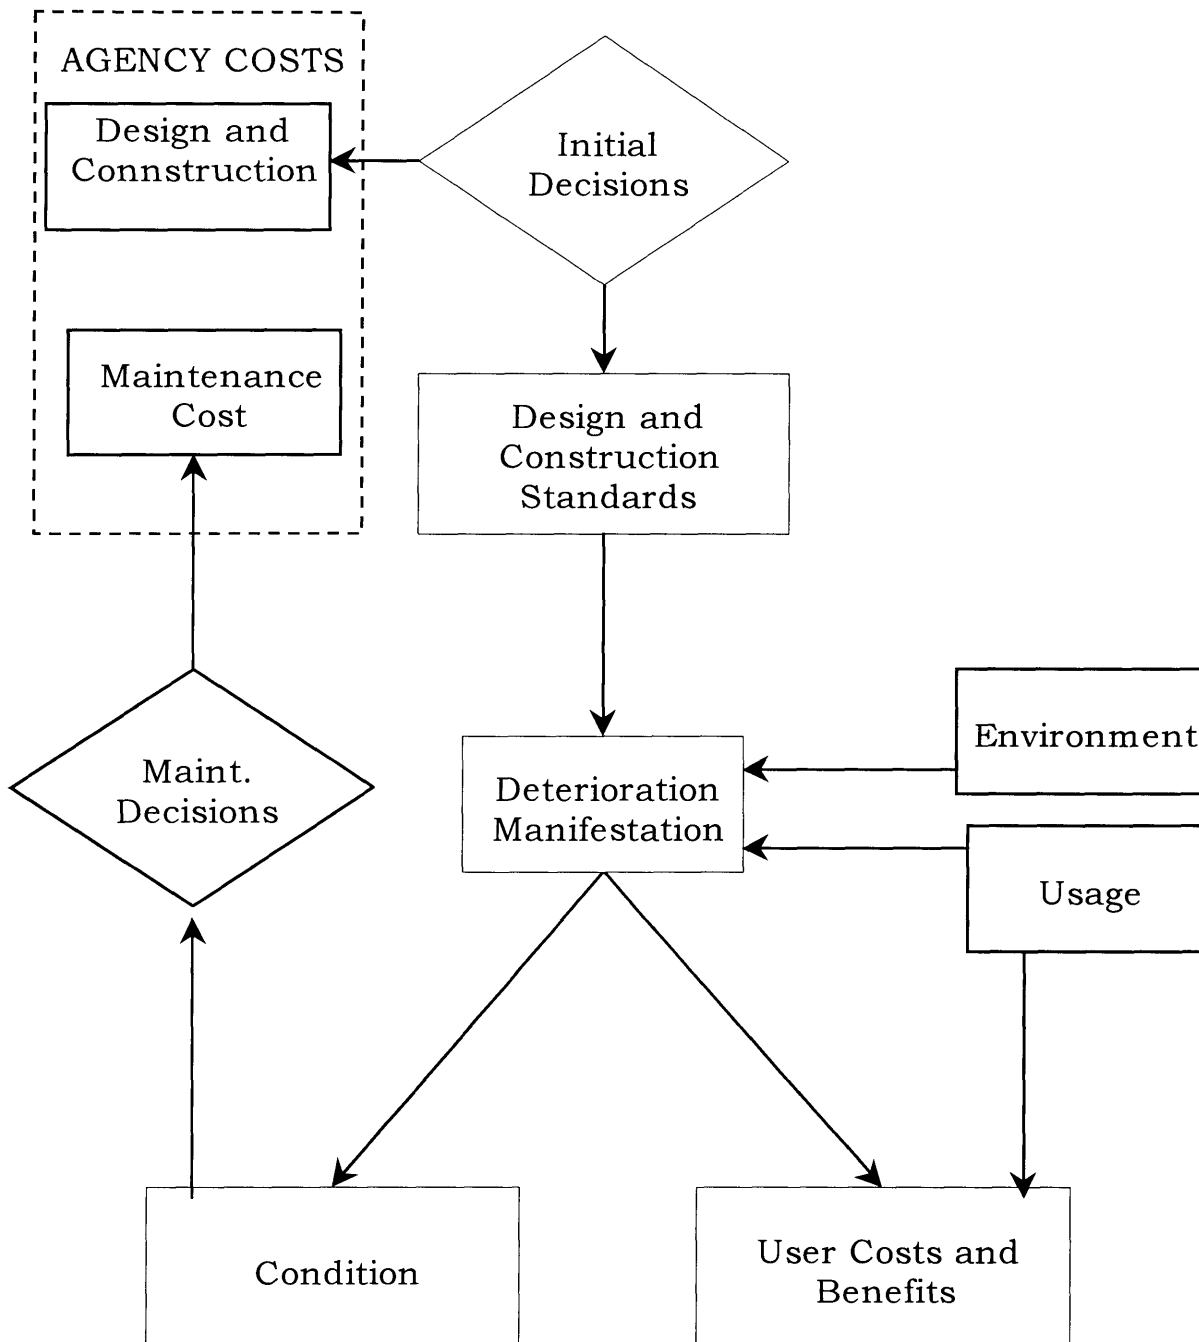 AGENCY COSTS
Design and
Connstruction
Initial
Decisions
Maintenance
Cost
Design and
Construction
Standards
Environment
Maint.
Decisions
Deterioration
Manifestation
Usage
Condition
User Costs and
Benefits